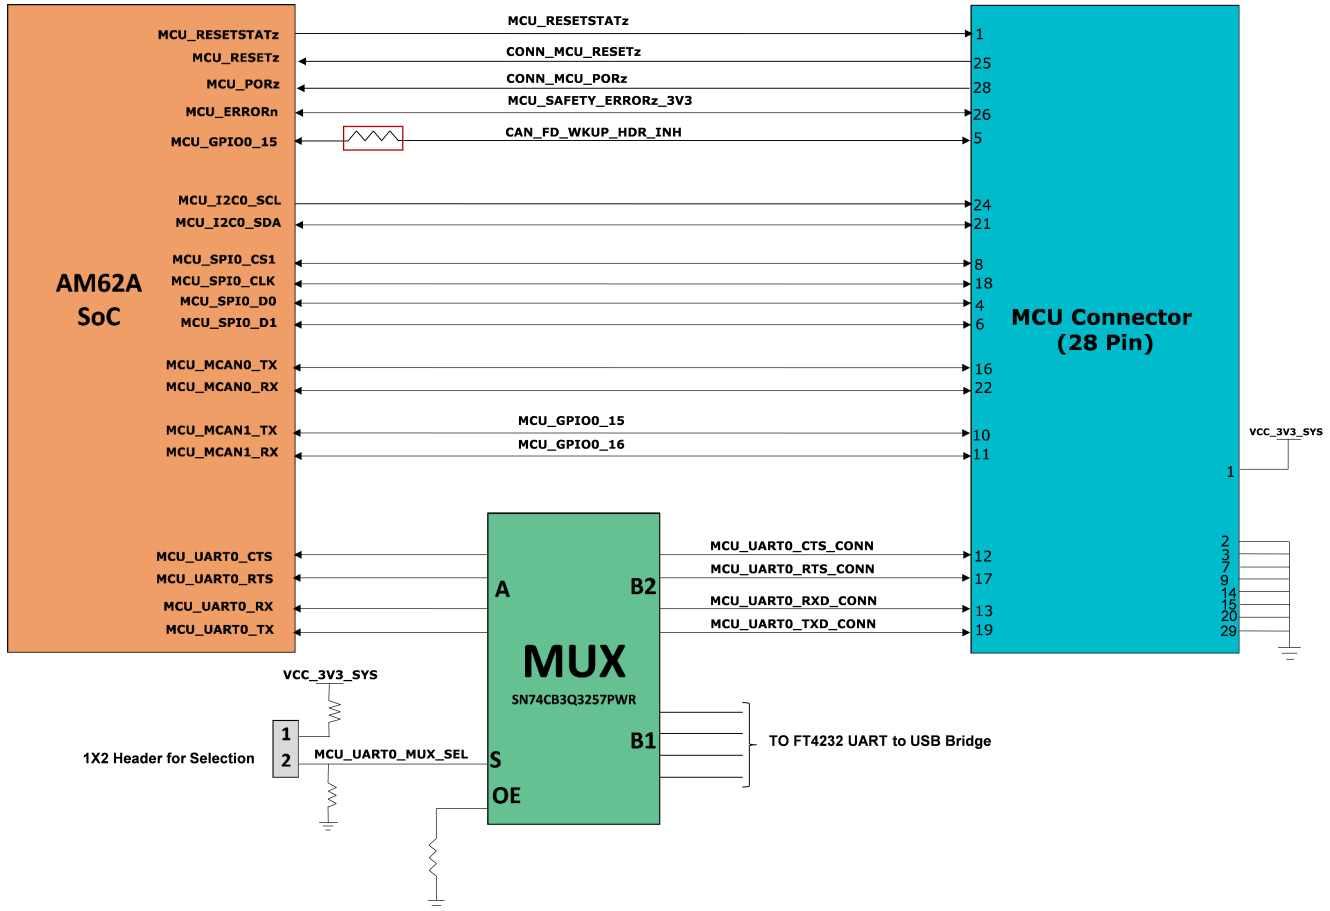 MCU_RESETSTATz
MCU_RESETz
MCU_PORz
MCU_ERRORn
MCU_GPIO0_15
MCU_I2C0_SCL
MCU_I2C0_SDA
MCU_SPI0_CS1
MCU_SPI0_CLK
MCU_SPI0_D0
MCU_SPI0_D1
MCU_MCAN0_TX
MCU_MCAN0_RX
MCU_MCAN1_TX
MCU_MCAN1_RX
MCU_UART0_CTS
MCU_UART0_RTS
MCU_UART0_RX
MCU_UART0_TX
AM62A
SoC
MCU_RESETSTATz
CONN_MCU_RESETz
CONN_MCU_PORz
MCU_SAFETY_ERRORz_3V3
CAN_FD_WKUP_HDR_INH
MCU_GPIO0_15
MCU_GPIO0_16
1
25
28
26
5
24
21
8
18
4
6
16
22
10
11
12
17
13
19
MCU Connector
(28 Pin)
VCC_3V3_SYS
1
2
3
7
9
14
15
20
29
MCU_UART0_CTS_CONN
MCU_UART0_RTS_CONN
MCU_UART0_RXD_CONN
MCU_UART0_TXD_CONN
A
B2
MUX
SN74CB3Q3257PWR
B1
S
OE
TO FT4232 UART to USB Bridge
VCC_3V3_SYS
1
2
1X2 Header for Selection
MCU_UART0_MUX_SEL